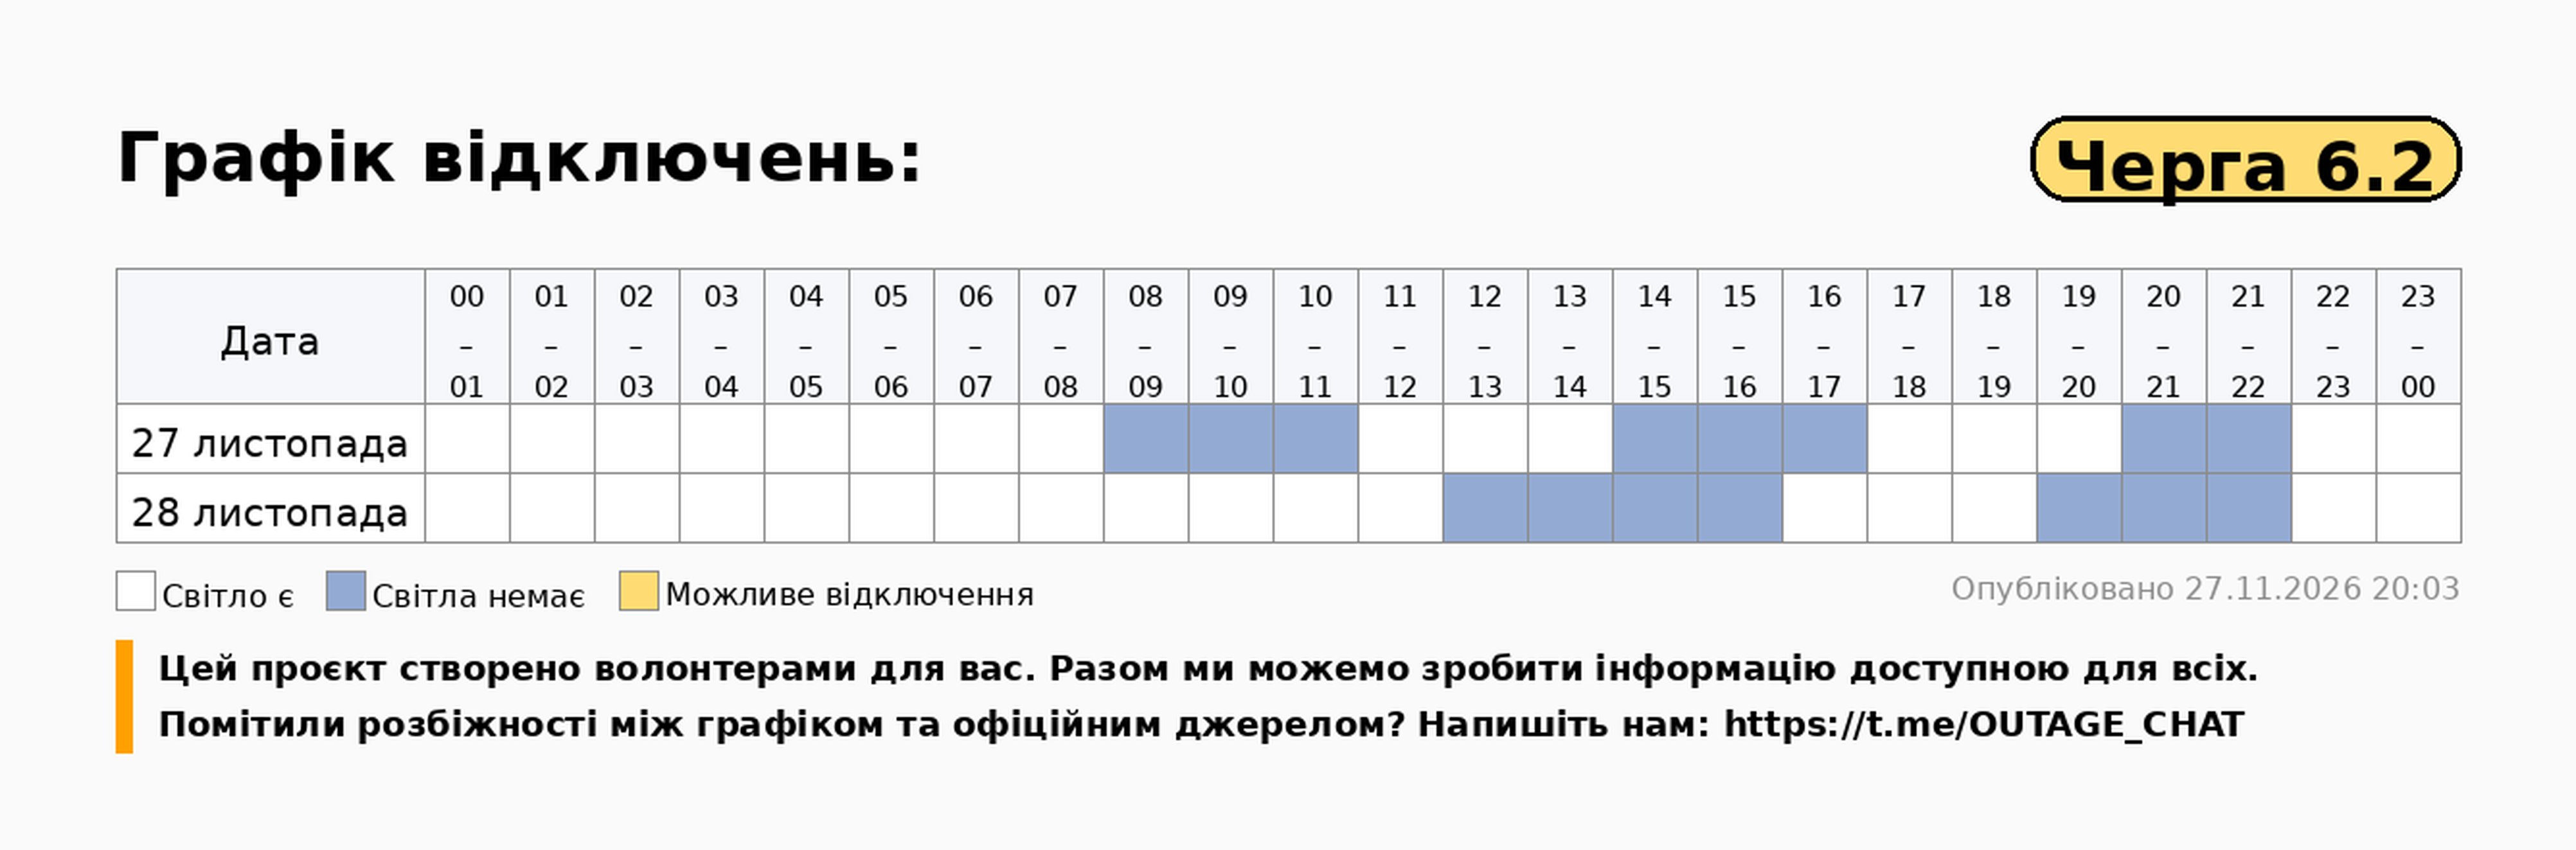 Графік відключень:
Черга 6.2
Дата 00 – 01 01 – 02 02 – 03 03 – 04 04 – 05 05 – 06 06 – 07 07 – 08 08 – 09 09 – 10 10 – 11 11 – 12 12 – 13 13 – 14 14 – 15 15 – 16 16 – 17 17 – 18 18 – 19 19 – 20 20 – 21 21 – 22 22 – 23 23 – 00
27 листопада
28 листопада
Світло є Світла немає Можливе відключення
Опубліковано 27.11.2026 20:03
Цей проєкт створено волонтерами для вас. Разом ми можемо зробити інформацію доступною для всіх.
Помітили розбіжності між графіком та офіційним джерелом? Напишіть нам: https://t.me/OUTAGE_CHAT